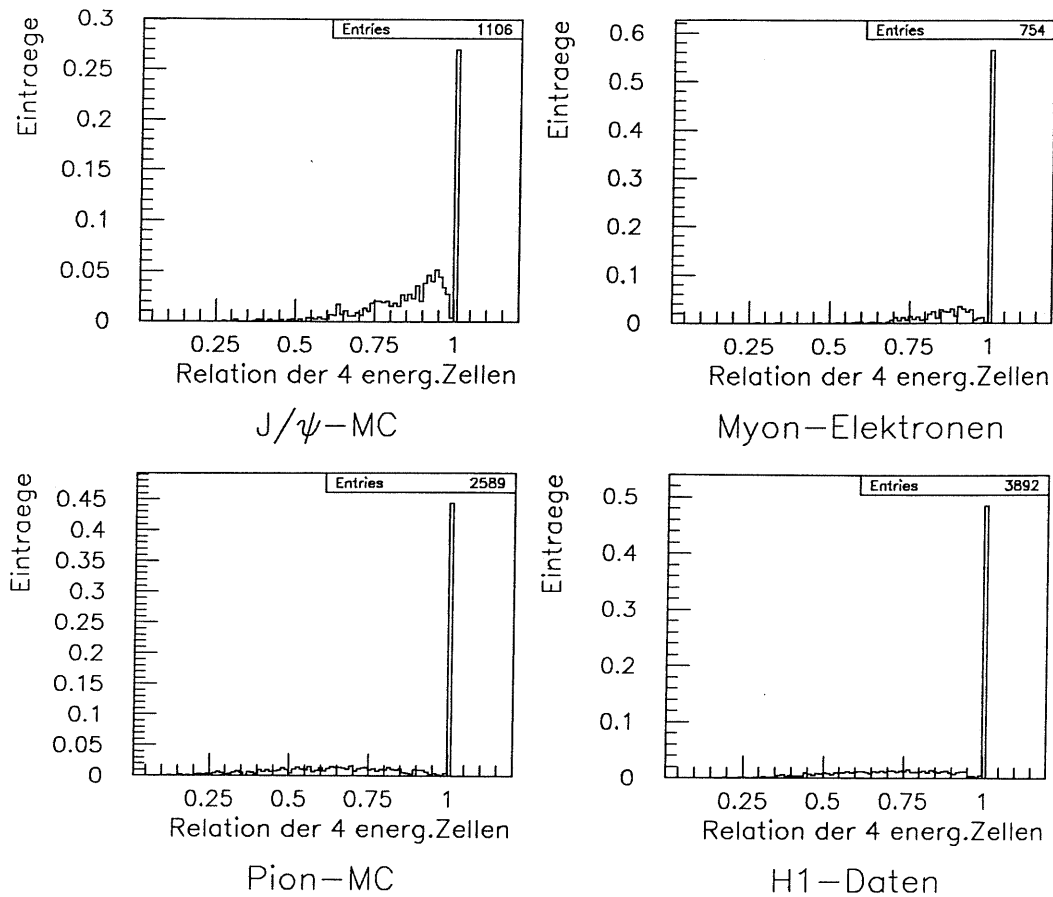 Entries 1106
Eintraege
0.3
0.25
0.2
0.15
0.1
0.05
0
0.25 0.5 0.75 1
Relation der 4 energ.Zellen
J/ψ–MC
Entries 754
Eintraege
0.6
0.5
0.4
0.3
0.2
0.1
0
0.25 0.5 0.75 1
Relation der 4 energ.Zellen
Myon–Elektronen
Entries 2589
Eintraege
0.45
0.4
0.35
0.3
0.25
0.2
0.15
0.1
0.05
0
0.25 0.5 0.75 1
Relation der 4 energ.Zellen
Pion–MC
Entries 3892
Eintraege
0.5
0.4
0.3
0.2
0.1
0
0.25 0.5 0.75 1
Relation der 4 energ.Zellen
H1–Daten